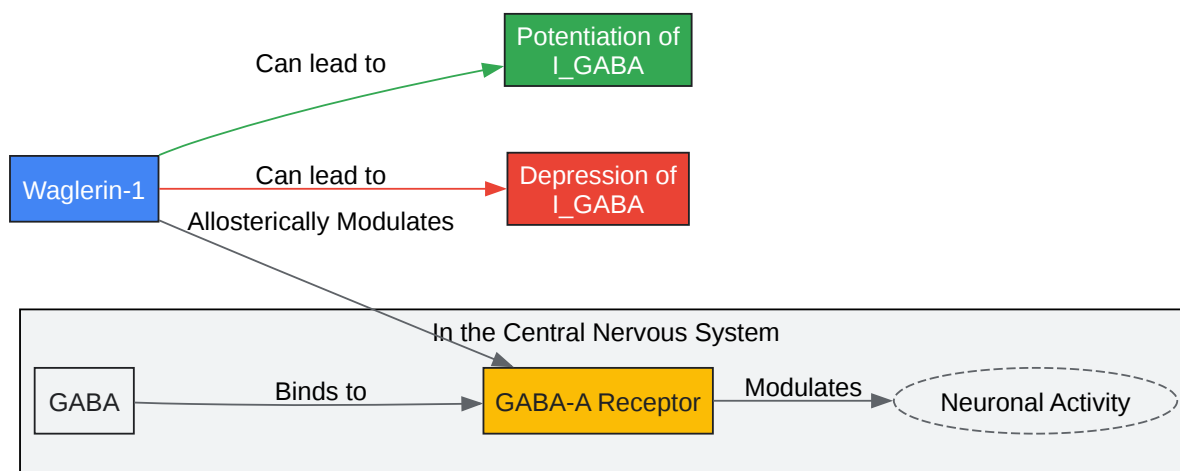 Potentiation of
I_GABA
Can lead to
Waglerin-1
Can lead to
Depression of
I_GABA
Allosterically Modulates
In the Central Nervous System
GABA
Binds to
GABA-A Receptor
Modulates
Neuronal Activity